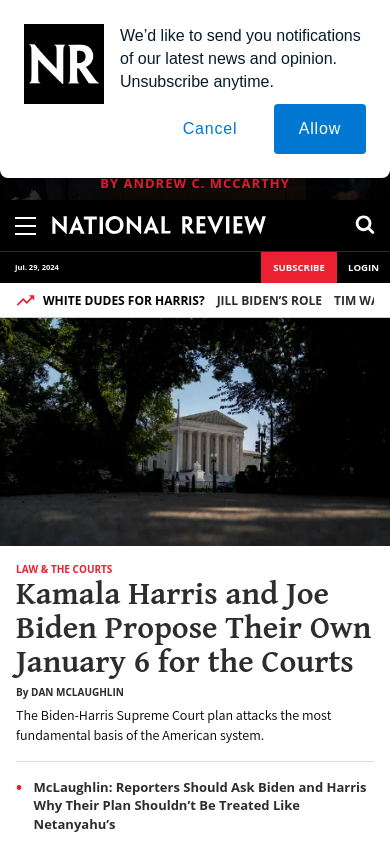 NR
We’d like to send you notifications
of our latest news and opinion.
Unsubscribe anytime.
Cancel
Allow
BY ANDREW C. MCCARTHY
NATIONAL REVIEW
Jul. 29, 2024
SUBSCRIBE
LOGIN
WHITE DUDES FOR HARRIS? JILL BIDEN’S ROLE TIM WA
LAW & THE COURTS
Kamala Harris and Joe
Biden Propose Their Own
January 6 for the Courts
By DAN MCLAUGHLIN
The Biden-Harris Supreme Court plan attacks the most
fundamental basis of the American system.
• McLaughlin: Reporters Should Ask Biden and Harris
Why Their Plan Shouldn’t Be Treated Like
Netanyahu’s